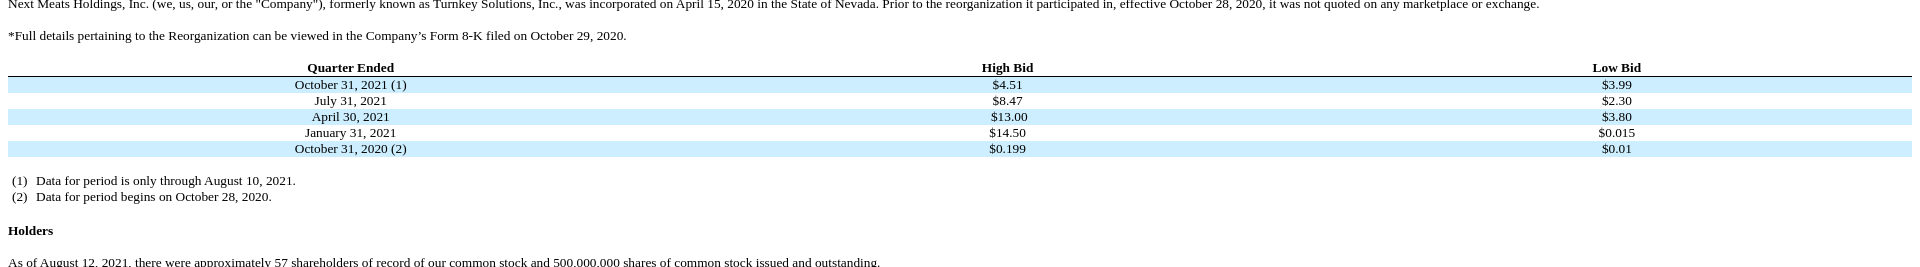 Next Meats Holdings, Inc. (we, us, our, or the "Company"), formerly known as Turnkey Solutions, Inc., was incorporated on April 15, 2020 in the State of Nevada. Prior to the reorganization it participated in, effective October 28, 2020, it was not quoted on any marketplace or exchange.
*Full details pertaining to the Reorganization can be viewed in the Company’s Form 8-K filed on October 29, 2020.
Quarter Ended High Bid Low Bid
October 31, 2021 (1) $4.51 $3.99
July 31, 2021 $8.47 $2.30
April 30, 2021 $13.00 $3.80
January 31, 2021 $14.50 $0.015
October 31, 2020 (2) $0.199 $0.01
(1) Data for period is only through August 10, 2021.
(2) Data for period begins on October 28, 2020.
Holders
As of August 12, 2021, there were approximately 57 shareholders of record of our common stock and 500,000,000 shares of common stock issued and outstanding.